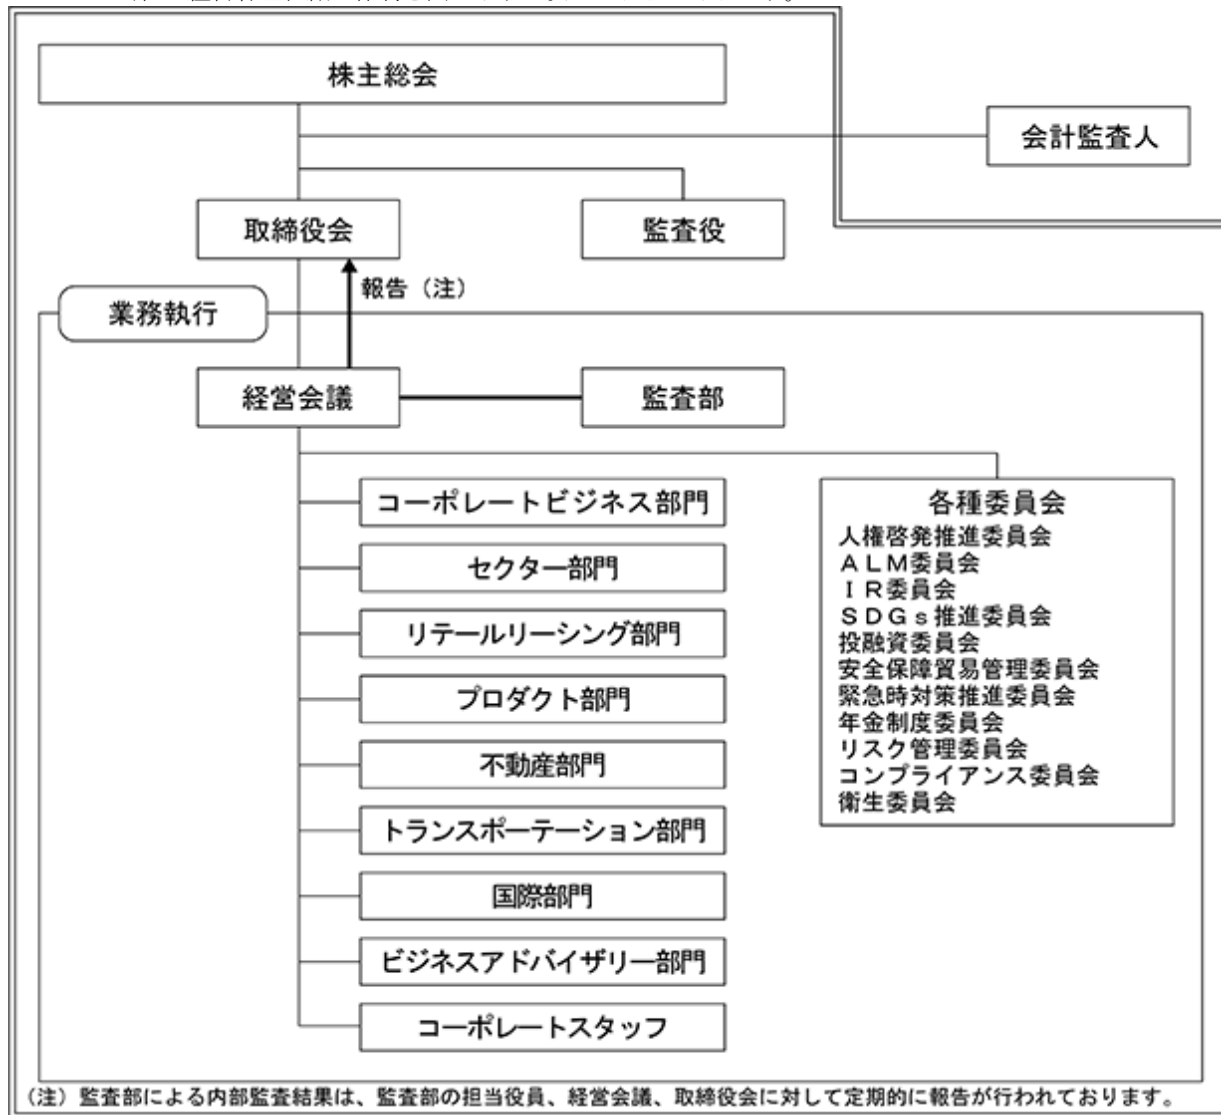 株主総会
会計監査人
取締役会
監査役
報告（注）
業務執行
経営会議
監査部
コーポレートビジネス部門
セクター部門
リテールリーシング部門
プロダクト部門
不動産部門
トランスポーテーション部門
国際部門
ビジネスアドバイザリー部門
コーポレートスタッフ
各種委員会
人権啓発推進委員会
ＡＬＭ委員会
ＩＲ委員会
ＳＤＧｓ推進委員会
投融資委員会
安全保障貿易管理委員会
緊急時対策推進委員会
年金制度委員会
リスク管理委員会
コンプライアンス委員会
衛生委員会
（注）監査部による内部監査結果は、監査部の担当役員、経営会議、取締役会に対して定期的に報告が行われております。